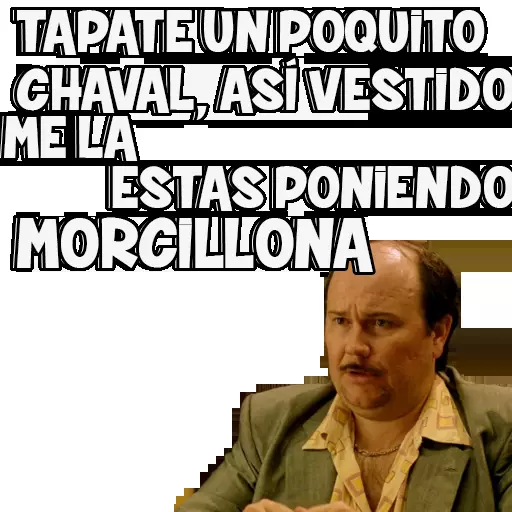 TAPATE UN POQUITO
CHAVAL, ASÍ VESTIDO
ME LA
ESTAS PONIENDO
MORCILLONA